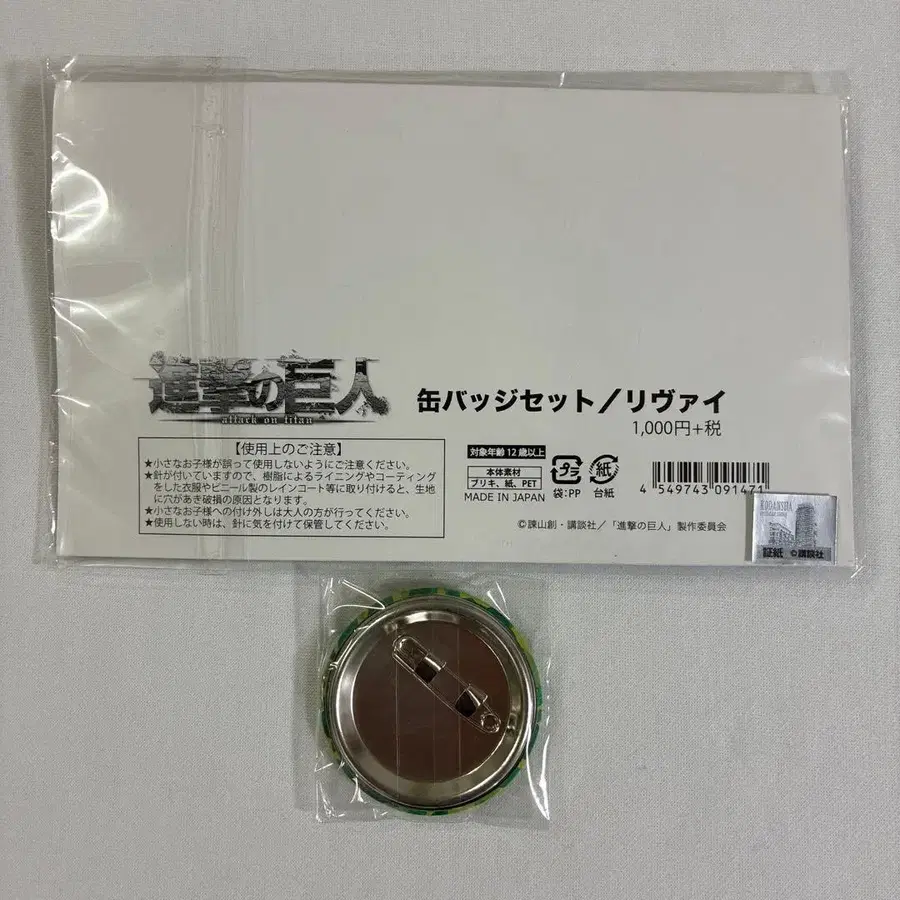 進撃の巨人
attack on titan
缶バッジセット／リヴァイ
1,000円+税
【使用上のご注意】
★小さなお子様が誤って使用しないようにご注意ください。
★針が付いていますので、樹脂によるライニングやコーティング
をした衣服やビニール製のレインコート等に取り付けると、生地
に穴があき破損の原因となります。
★小さなお子様への付け外しは大人の方が行ってください。
★使用しない時は、針に気を付けて保管してください。
対象年齢12歳以上
本体素材
ブリキ、紙、PET
MADE IN JAPAN
プラ
袋:PP
紙
台紙
4 549743 091471
©諫山創・講談社／「進撃の巨人」製作委員会
KODANSHA
証紙 ©講談社